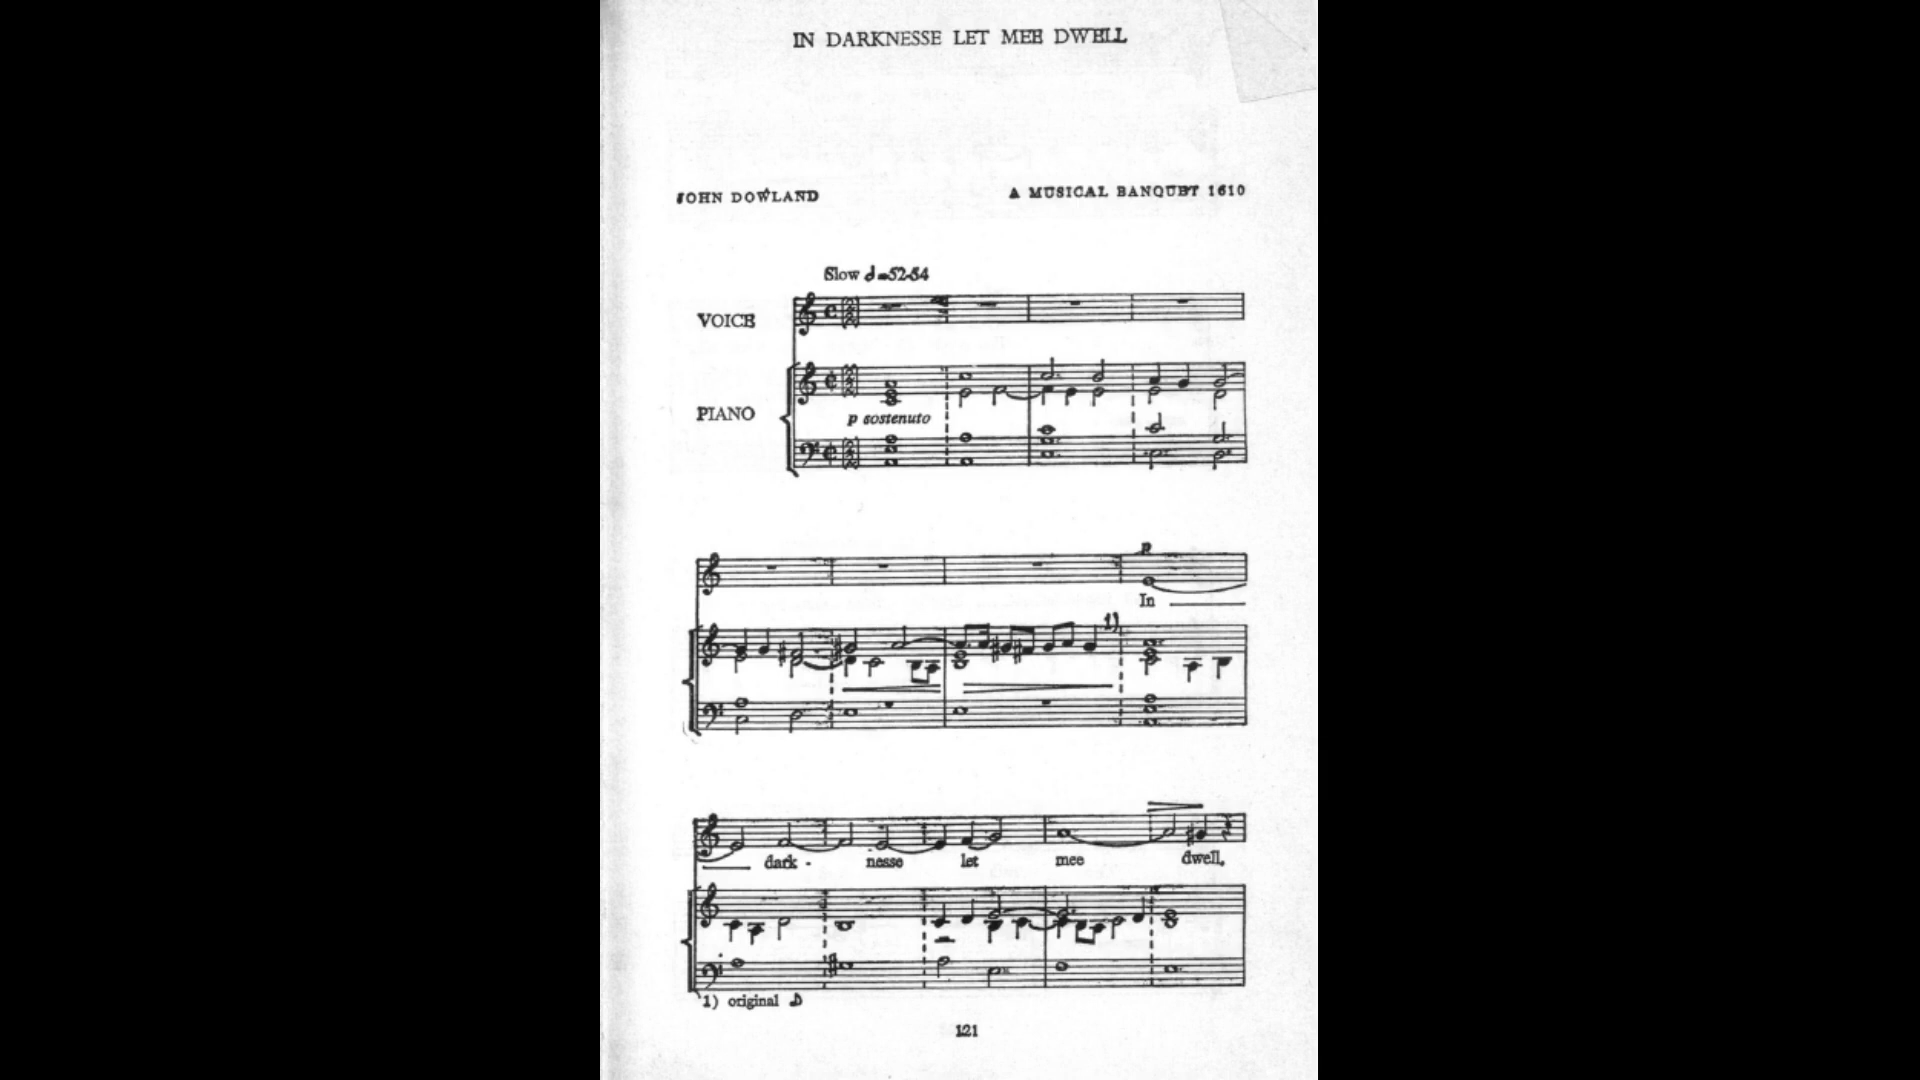 IN DARKNESSE LET MEE DWELL
JOHN DOWLAND
A MUSICAL BANQUET 1610
Slow 𝅗𝅥=52-54
VOICE
PIANO
p sostenuto
p
In
1)
dark - nesse let mee dwell,
1) original
121